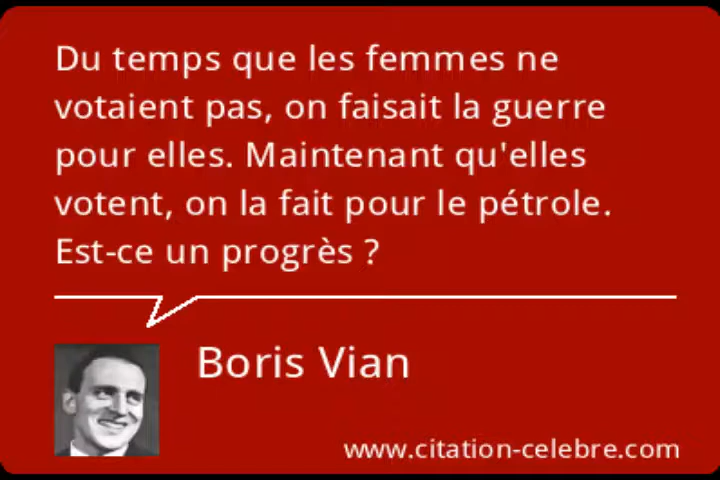 Du temps que les femmes ne
votaient pas, on faisait la guerre
pour elles. Maintenant qu'elles
votent, on la fait pour le pétrole.
Est-ce un progrès ?
Boris Vian
www.citation-celebre.com